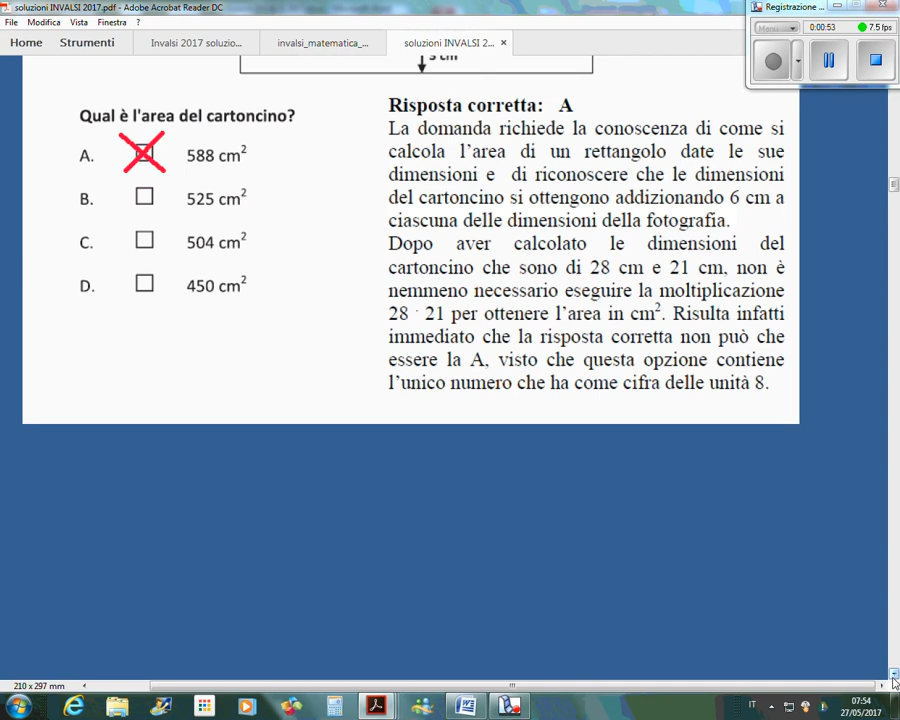 soluzioni INVALSI 2017.pdf - Adobe Acrobat Reader DC
Registrazione ...
File Modifica Vista Finestra ?
Menu
0:00:53
7.5 fps
Home Strumenti
Invalsi 2017 soluzio...
invalsi_matematica_...
soluzioni INVALSI 2... ×
3 cm
Qual è l'area del cartoncino?
A. 588 cm²
B. 525 cm²
C. 504 cm²
D. 450 cm²
Risposta corretta: A
La domanda richiede la conoscenza di come si
calcola l’area di un rettangolo date le sue
dimensioni e di riconoscere che le dimensioni
del cartoncino si ottengono addizionando 6 cm a
ciascuna delle dimensioni della fotografia.
Dopo aver calcolato le dimensioni del
cartoncino che sono di 28 cm e 21 cm, non è
nemmeno necessario eseguire la moltiplicazione
28 · 21 per ottenere l’area in cm². Risulta infatti
immediato che la risposta corretta non può che
essere la A, visto che questa opzione contiene
l’unico numero che ha come cifra delle unità 8.
210 x 297 mm
IT
07:54
27/05/2017